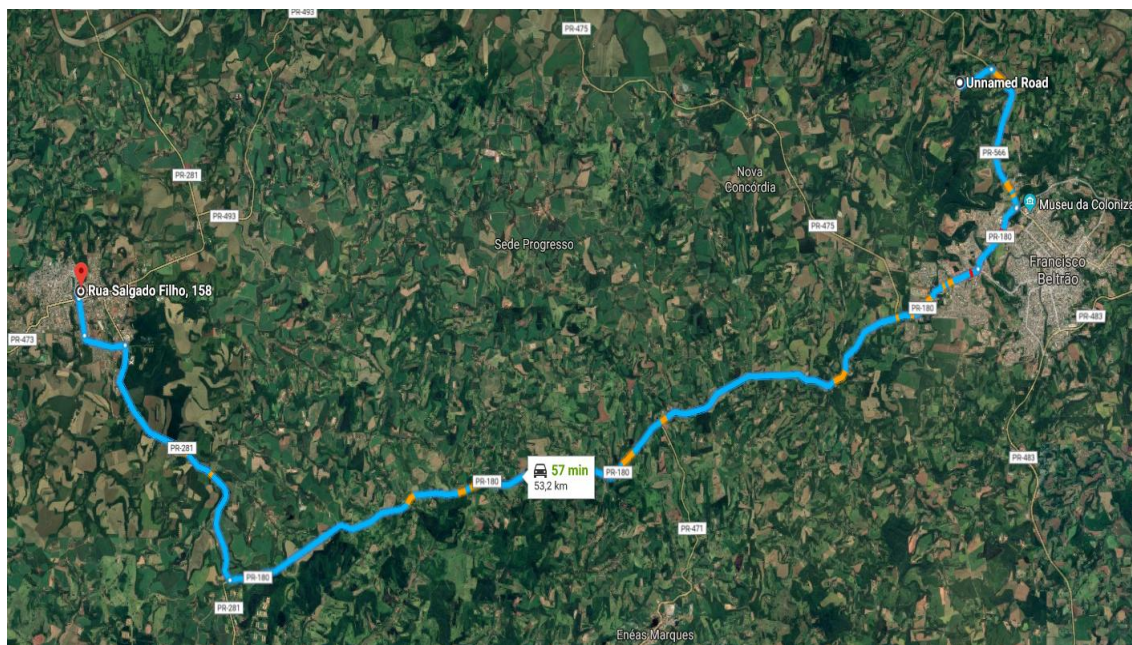 PR-493
PR-475
Unnamed Road
PR-566
Nova
Concórdia
PR-281
PR-493
Museu da Coloniza
PR-475
PR-180
Sede Progresso
Francisco
Beltrão
Rua Salgado Filho, 158
PR-180
PR-483
PR-473
PR-281
PR-483
57 min
53,2 km
PR-180
PR-180
PR-471
PR-180
PR-281
Enéas Marques